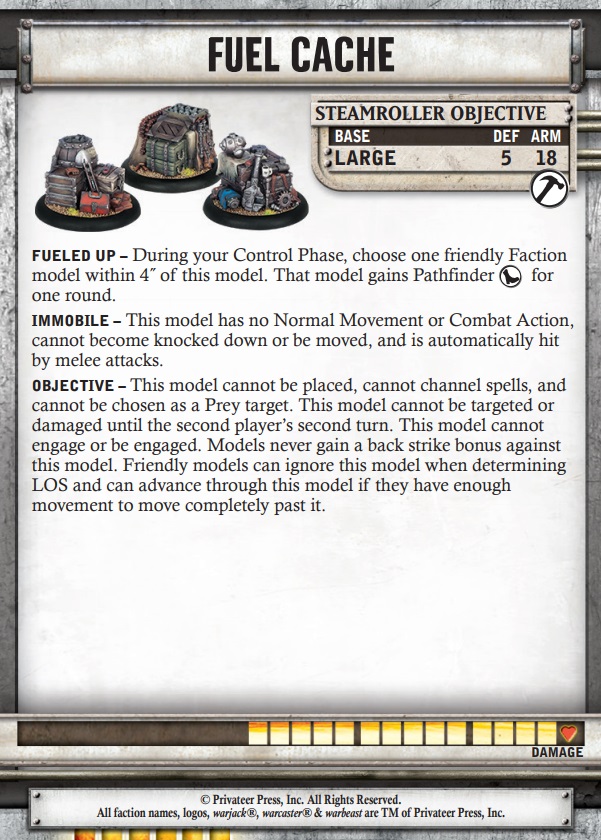 FUEL CACHE
STEAMROLLER OBJECTIVE
BASE DEF ARM
LARGE 5 18
FUELED UP – During your Control Phase, choose one friendly Faction
model within 4˝ of this model. That model gains Pathfinder for
one round.
IMMOBILE – This model has no Normal Movement or Combat Action,
cannot become knocked down or be moved, and is automatically hit
by melee attacks.
OBJECTIVE – This model cannot be placed, cannot channel spells, and
cannot be chosen as a Prey target. This model cannot be targeted or
damaged until the second player’s second turn. This model cannot
engage or be engaged. Models never gain a back strike bonus against
this model. Friendly models can ignore this model when determining
LOS and can advance through this model if they have enough
movement to move completely past it.
DAMAGE
© Privateer Press, Inc. All Rights Reserved.
All faction names, logos, warjack®, warcaster® & warbeast are TM of Privateer Press, Inc.